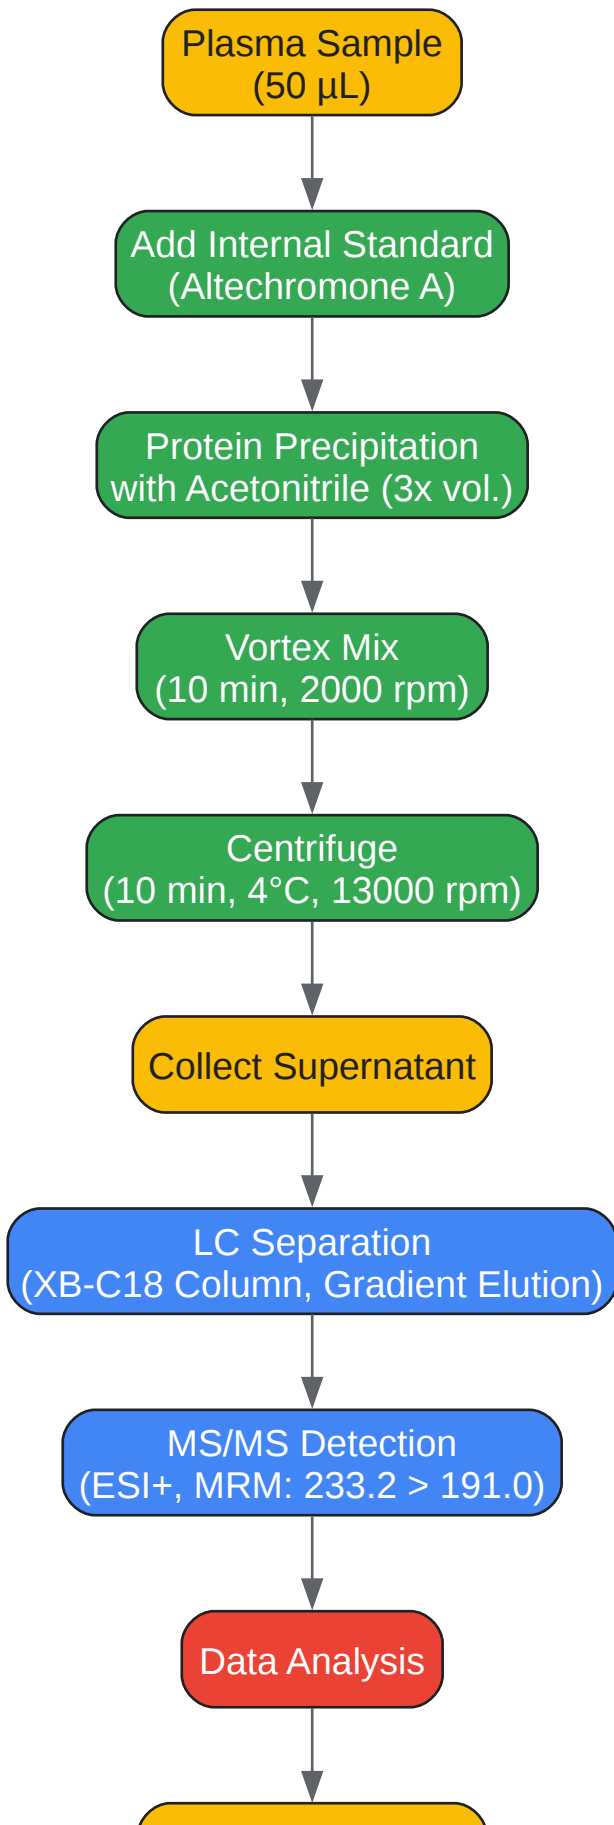 Plasma Sample
(50 µL)
Add Internal Standard
(Altechromone A)
Protein Precipitation
with Acetonitrile (3x vol.)
Vortex Mix
(10 min, 2000 rpm)
Centrifuge
(10 min, 4°C, 13000 rpm)
Collect Supernatant
LC Separation
(XB-C18 Column, Gradient Elution)
MS/MS Detection
(ESI+, MRM: 233.2 > 191.0)
Data Analysis